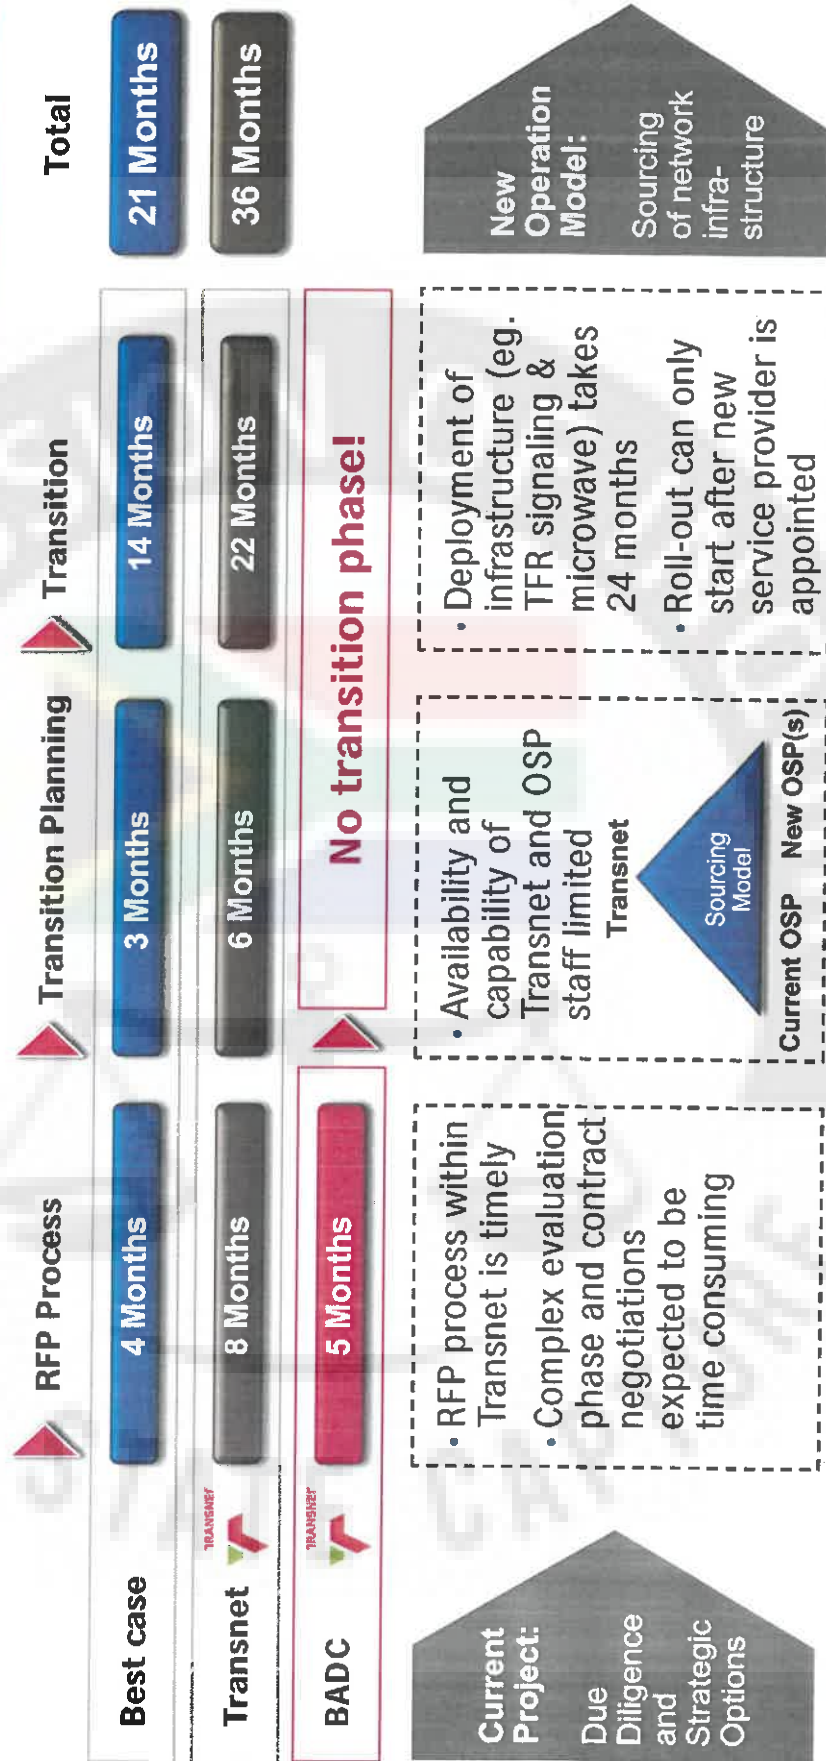 RFP Process
Transition Planning
Transition
Total
Best case
4 Months
3 Months
14 Months
21 Months
Transnet
TRANSNET
8 Months
6 Months
22 Months
36 Months
BADC
TRANSNET
5 Months
No transition phase!
Current
Project:
Due
Diligence
and
Strategic
Options
• RFP process within
Transnet is timely
• Complex evaluation
phase and contract
negotiations
expected to be
time consuming
• Availability and
capability of
Transnet and OSP
staff limited
Transnet
Sourcing
Model
Current OSP
New OSP(s)
• Deployment of
infrastructure (eg.
TFR signaling &
microwave) takes
24 months
• Roll-out can only
start after new
service provider is
appointed
New
Operation
Model:
Sourcing
of network
infra-
structure